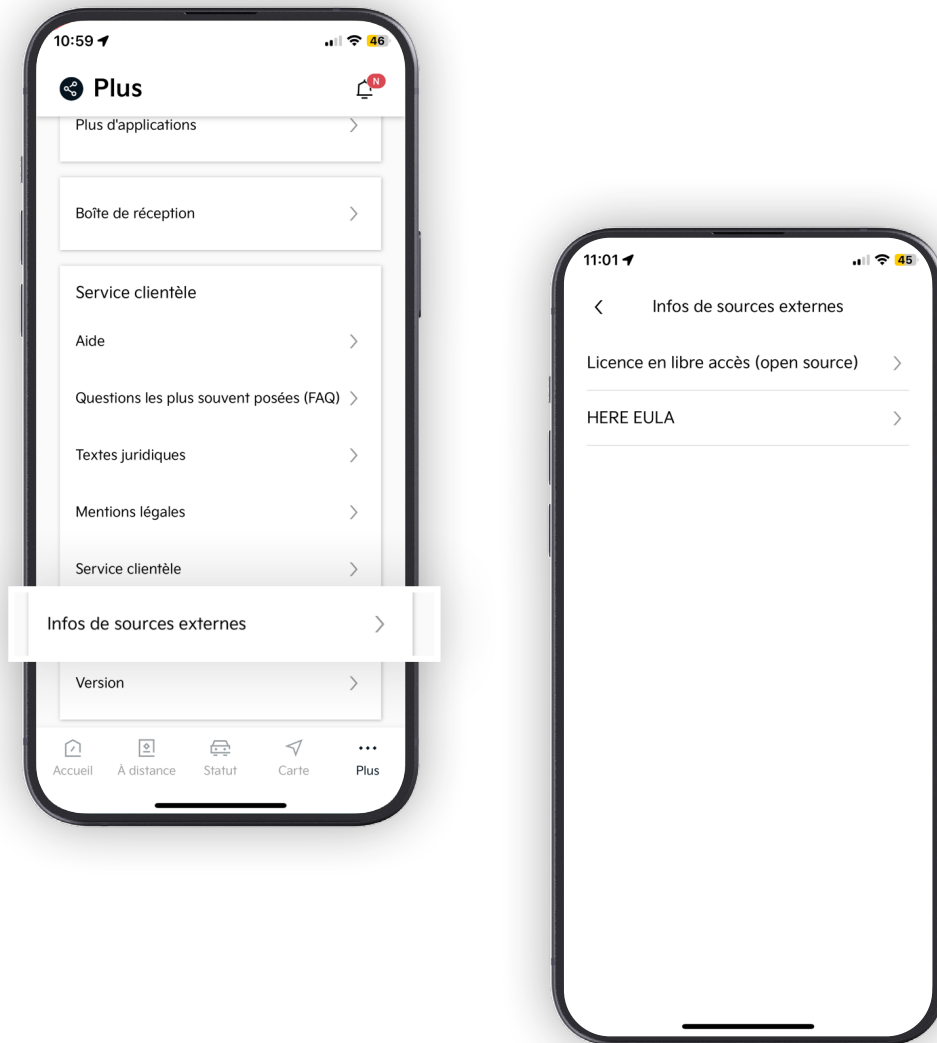 10:59
46
Plus
N
Plus d'applications
Boîte de réception
Service clientèle
Aide
Questions les plus souvent posées (FAQ)
Textes juridiques
Mentions légales
Service clientèle
Infos de sources externes
Version
Accueil À distance Statut Carte Plus
11:01
45
Infos de sources externes
Licence en libre accès (open source)
HERE EULA